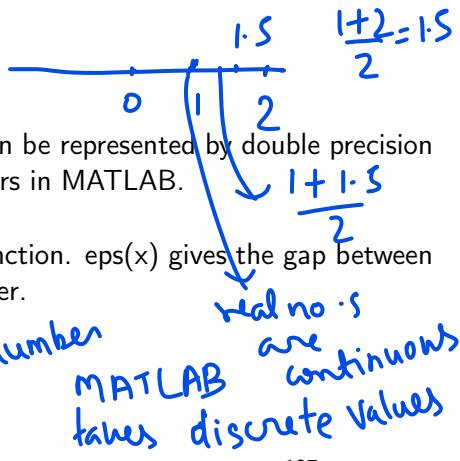 1.5 1+2/2=1.5
0 1 2
n be represented by double precision
rs in MATLAB.
1+1.5/2
nction. eps(x) gives the gap between
er.
real no.s
number are
MATLAB continuous
takes discrete values